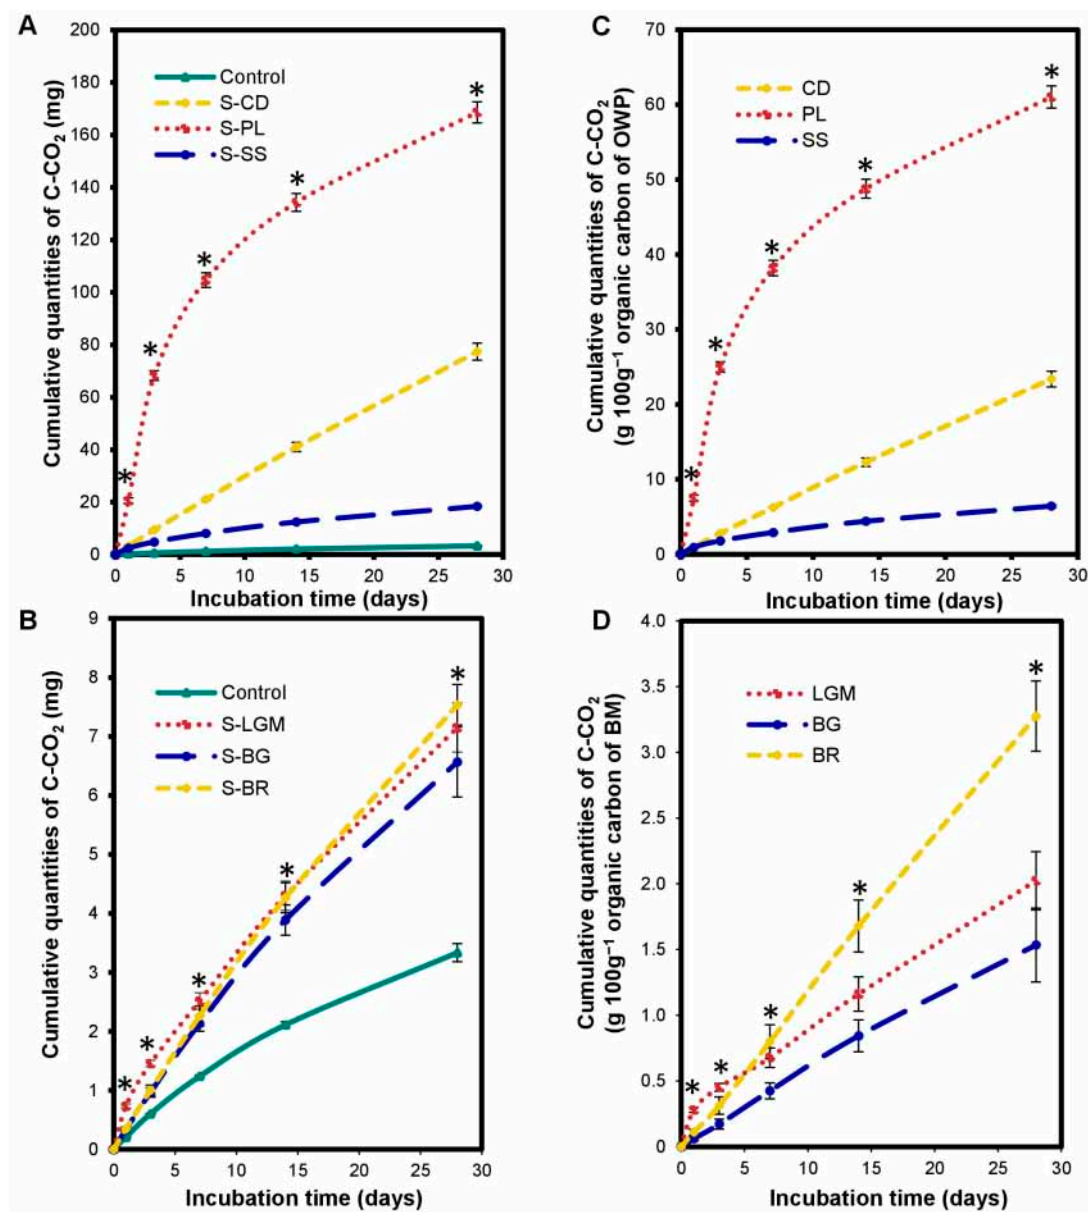 A
Cumulative quantities of C-CO₂ (mg)
200
180
160
140
120
100
80
60
40
20
0
Control
S-CD
S-PL
S-SS
*
*
*
*
*
0 5 10 15 20 25 30
Incubation time (days)
C
Cumulative quantities of C-CO₂
(g 100g⁻¹ organic carbon of OWP)
70
60
50
40
30
20
10
0
CD
PL
SS
*
*
*
*
*
0 5 10 15 20 25 30
Incubation time (days)
B
Cumulative quantities of C-CO₂ (mg)
9
8
7
6
5
4
3
2
1
0
Control
S-LGM
S-BG
S-BR
*
*
*
*
*
0 5 10 15 20 25 30
Incubation time (days)
D
Cumulative quantities of C-CO₂
(g 100g⁻¹ organic carbon of BM)
4.0
3.5
3.0
2.5
2.0
1.5
1.0
0.5
0
LGM
BG
BR
*
*
*
*
*
0 5 10 15 20 25 30
Incubation time (days)